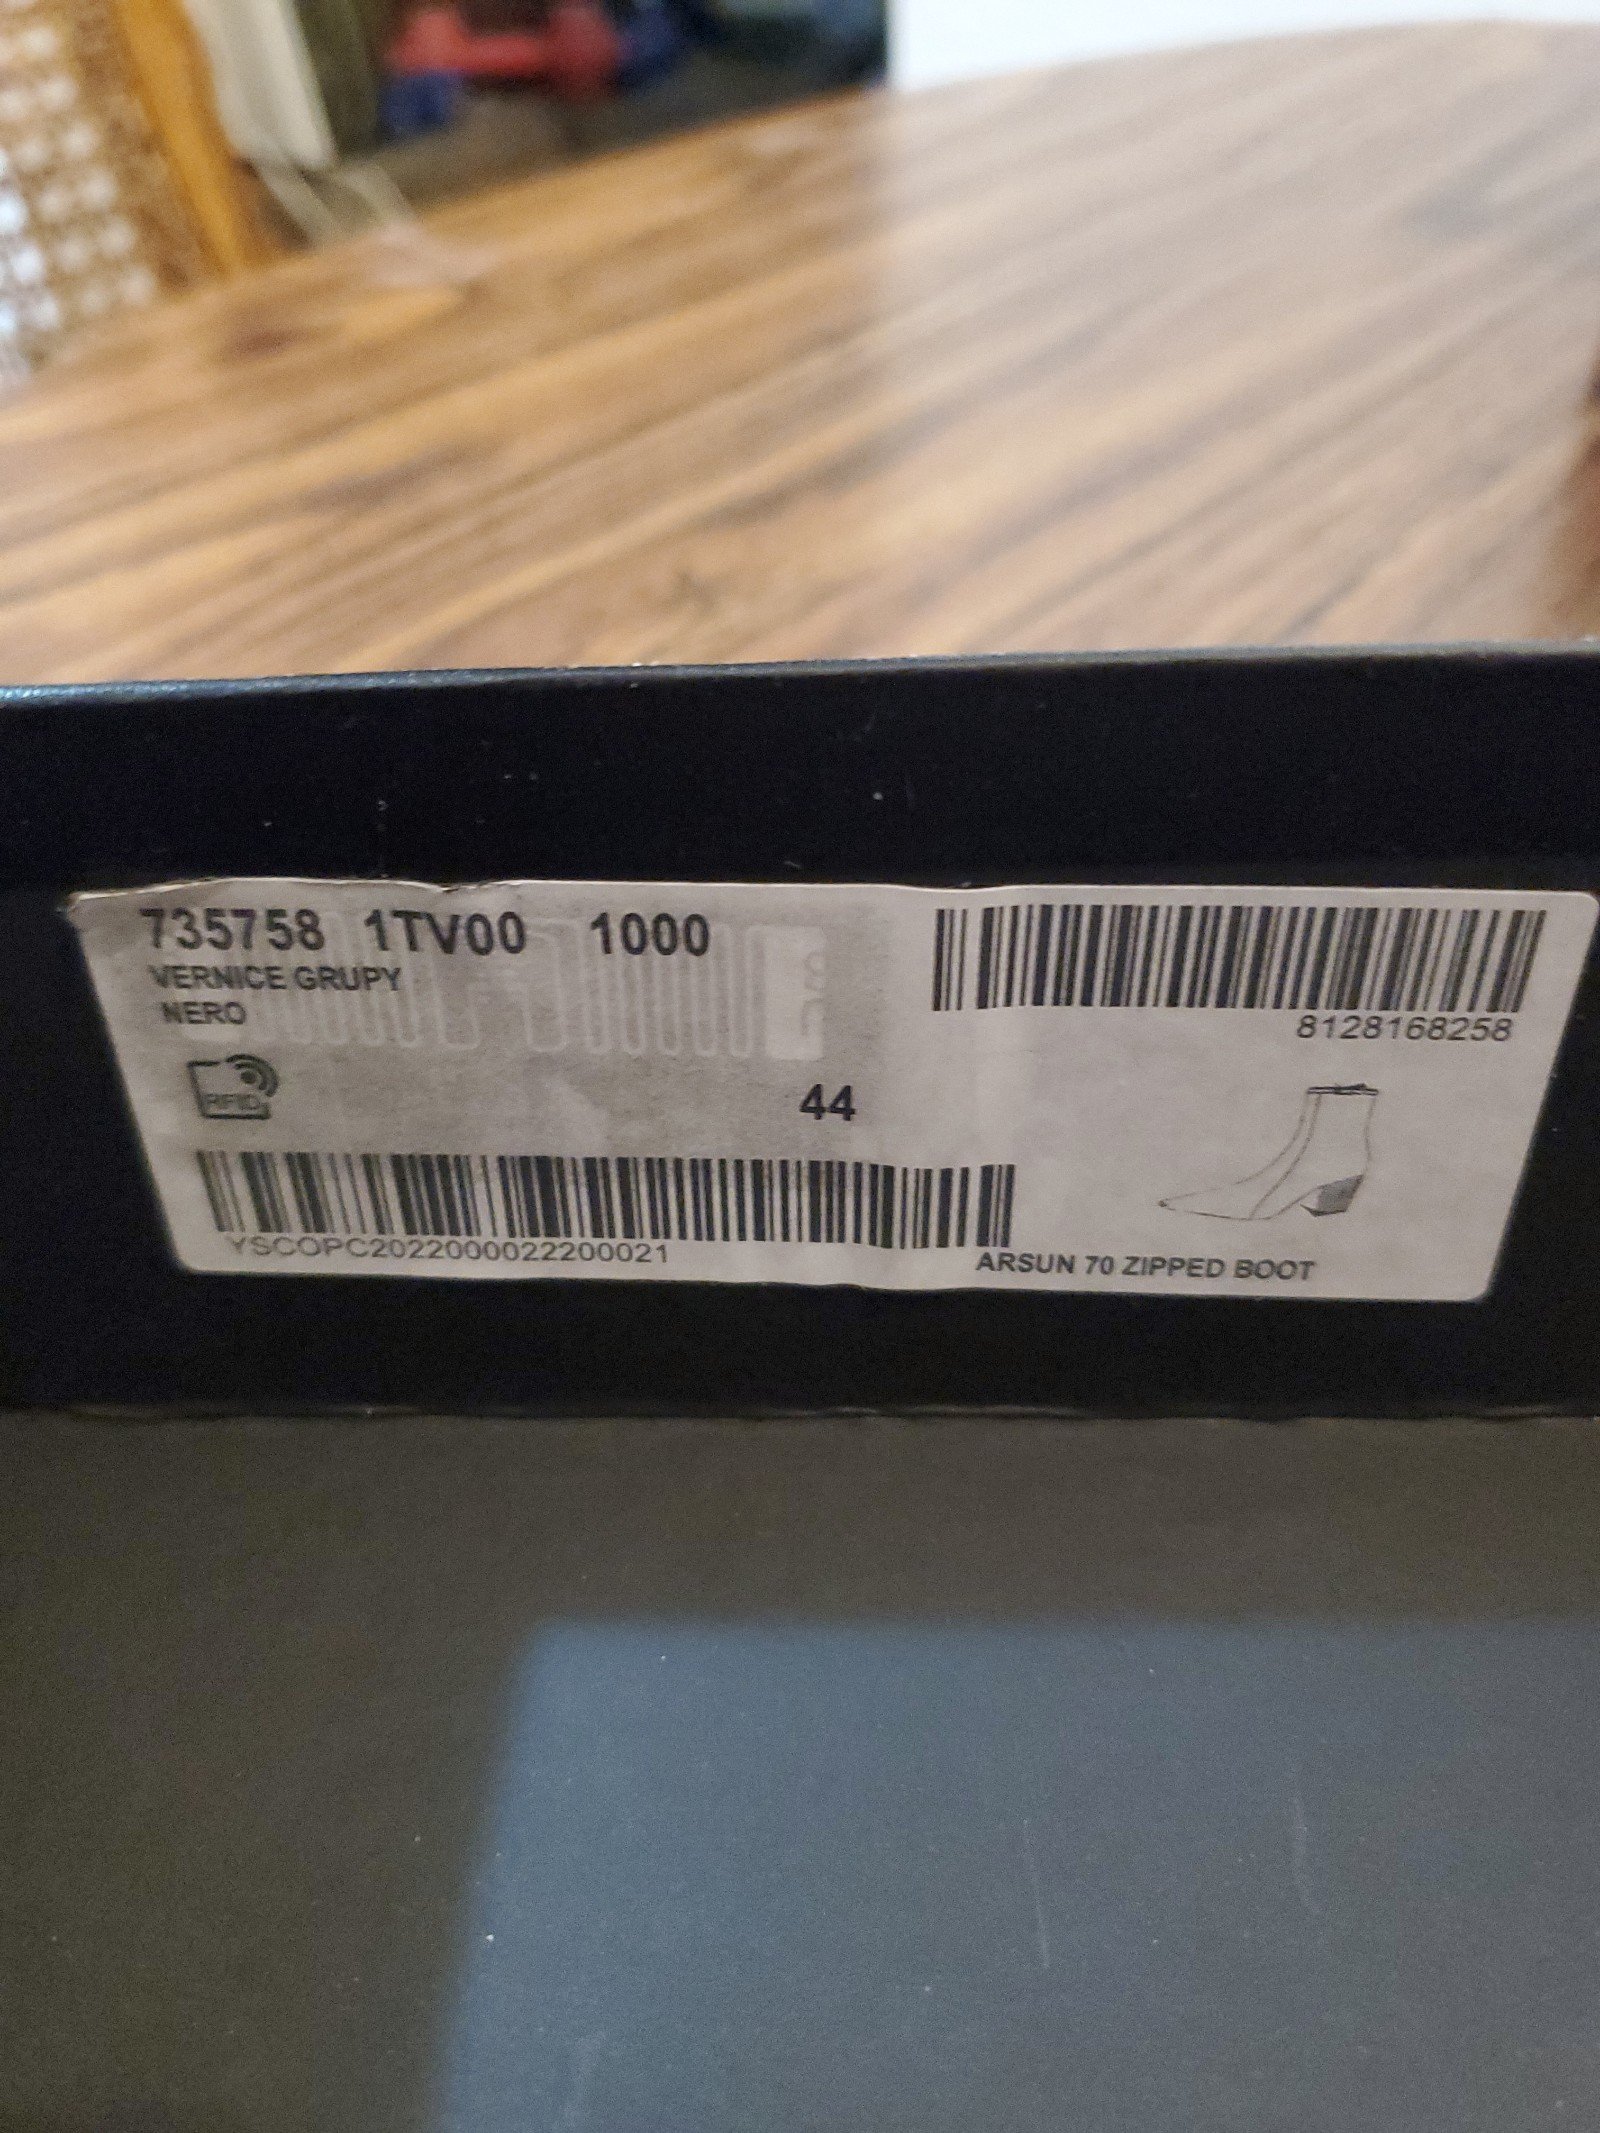 735758 1TV00 1000
VERNICE GRUPY
NERO
8128168258
RFID
44
YSCOPC2022000022200021
ARSUN 70 ZIPPED BOOT